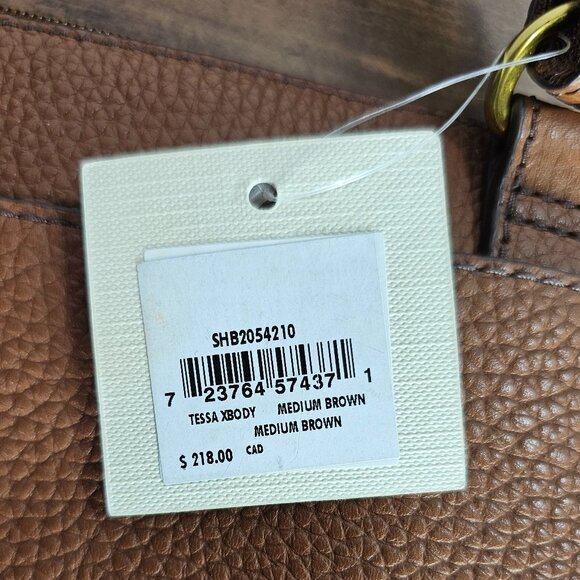 SHB2054210
7 23764 57437 1
TESSA XBODY MEDIUM BROWN
MEDIUM BROWN
$ 218.00 CAD